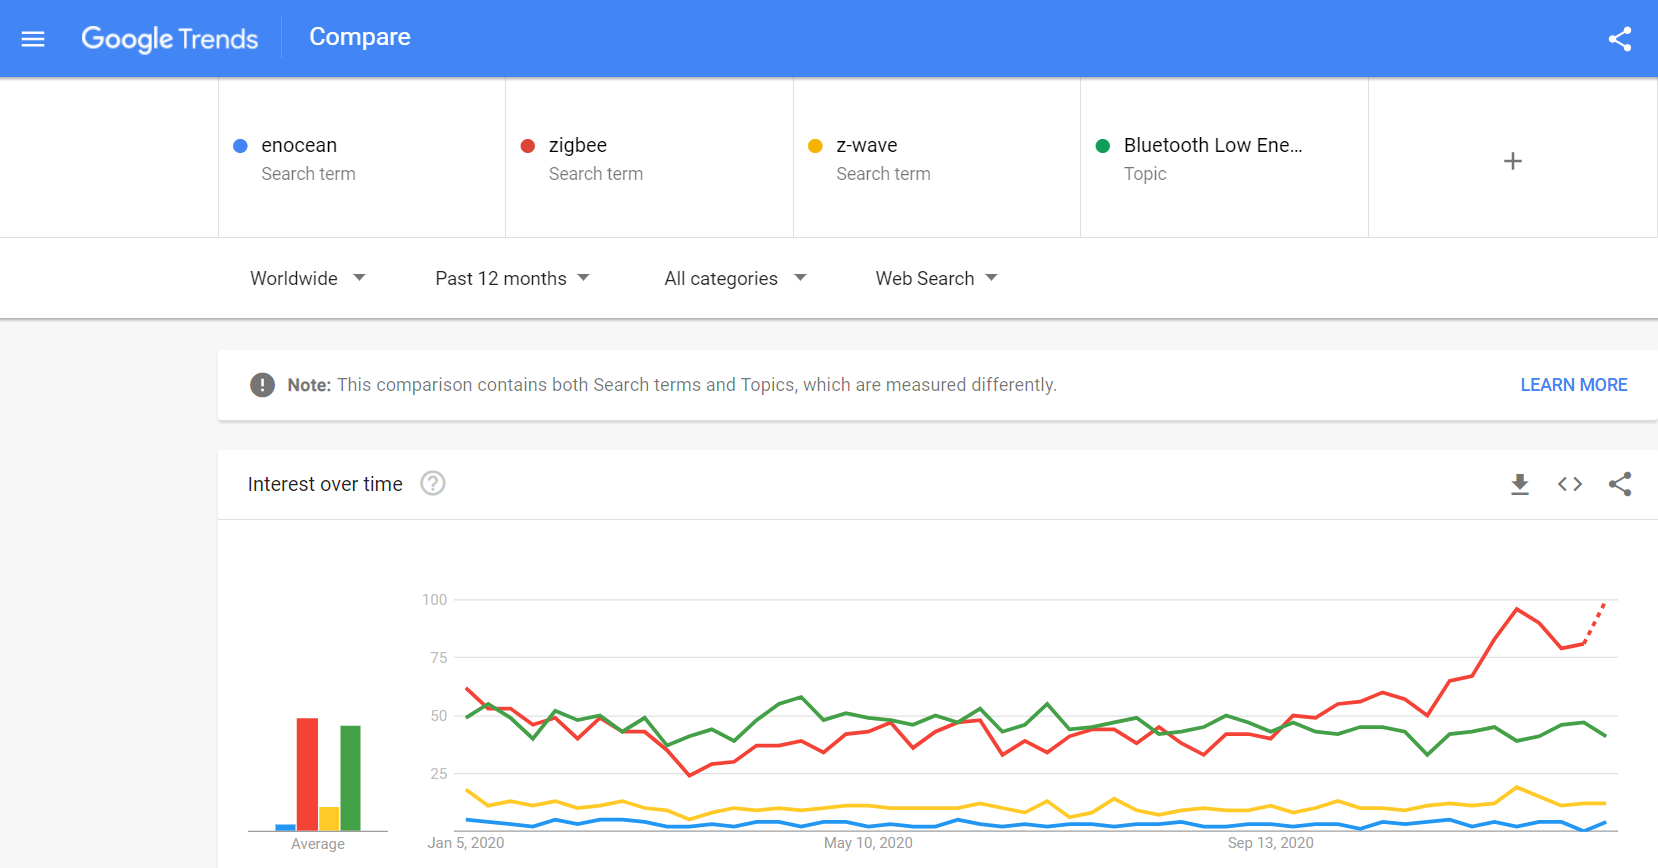 Google Trends Compare
enocean
Search term
zigbee
Search term
z-wave
Search term
Bluetooth Low Ene...
Topic
+
Worldwide Past 12 months All categories Web Search
! Note: This comparison contains both Search terms and Topics, which are measured differently. LEARN MORE
Interest over time ? <>
100
75
50
25
Average
Jan 5, 2020 May 10, 2020 Sep 13, 2020